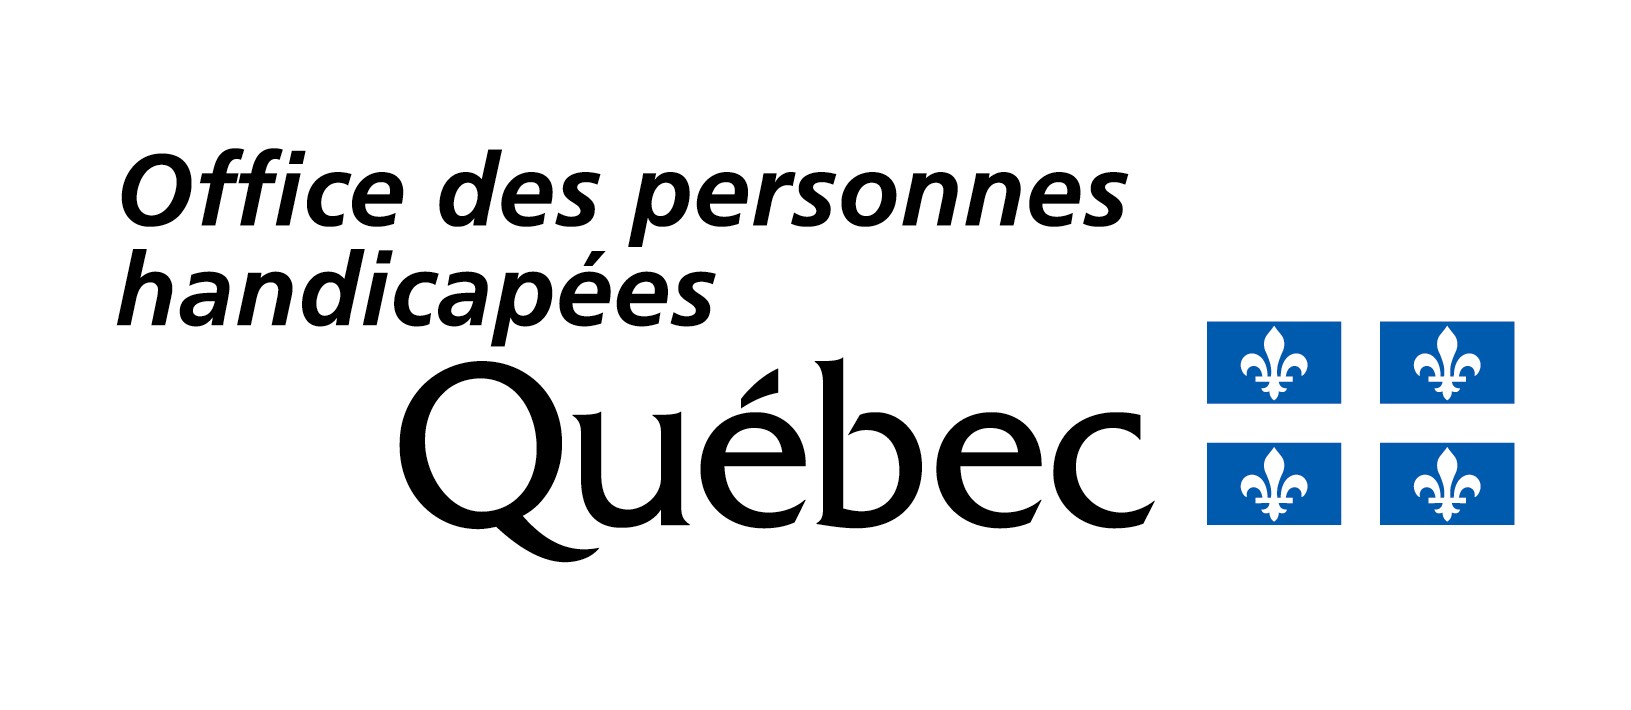 Office des personnes
handicapées
Québec